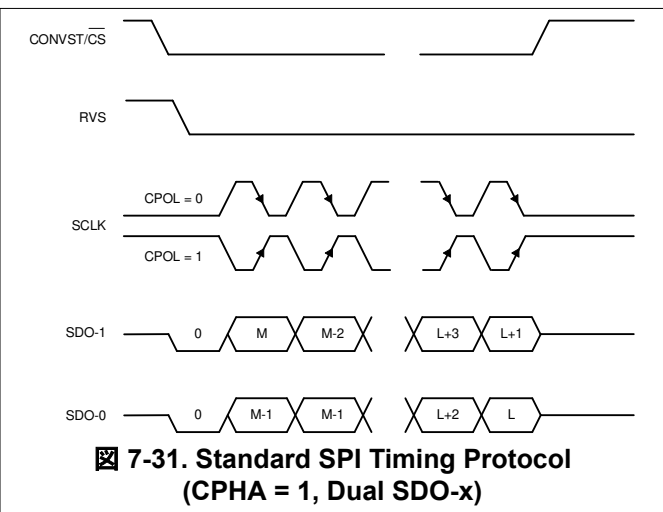 CONVST/CS
RVS
CPOL = 0
SCLK
CPOL = 1
SDO-1 0 M M-2 L+3 L+1
SDO-0 0 M-1 M-1 L+2 L
図 7-31. Standard SPI Timing Protocol
(CPHA = 1, Dual SDO-x)